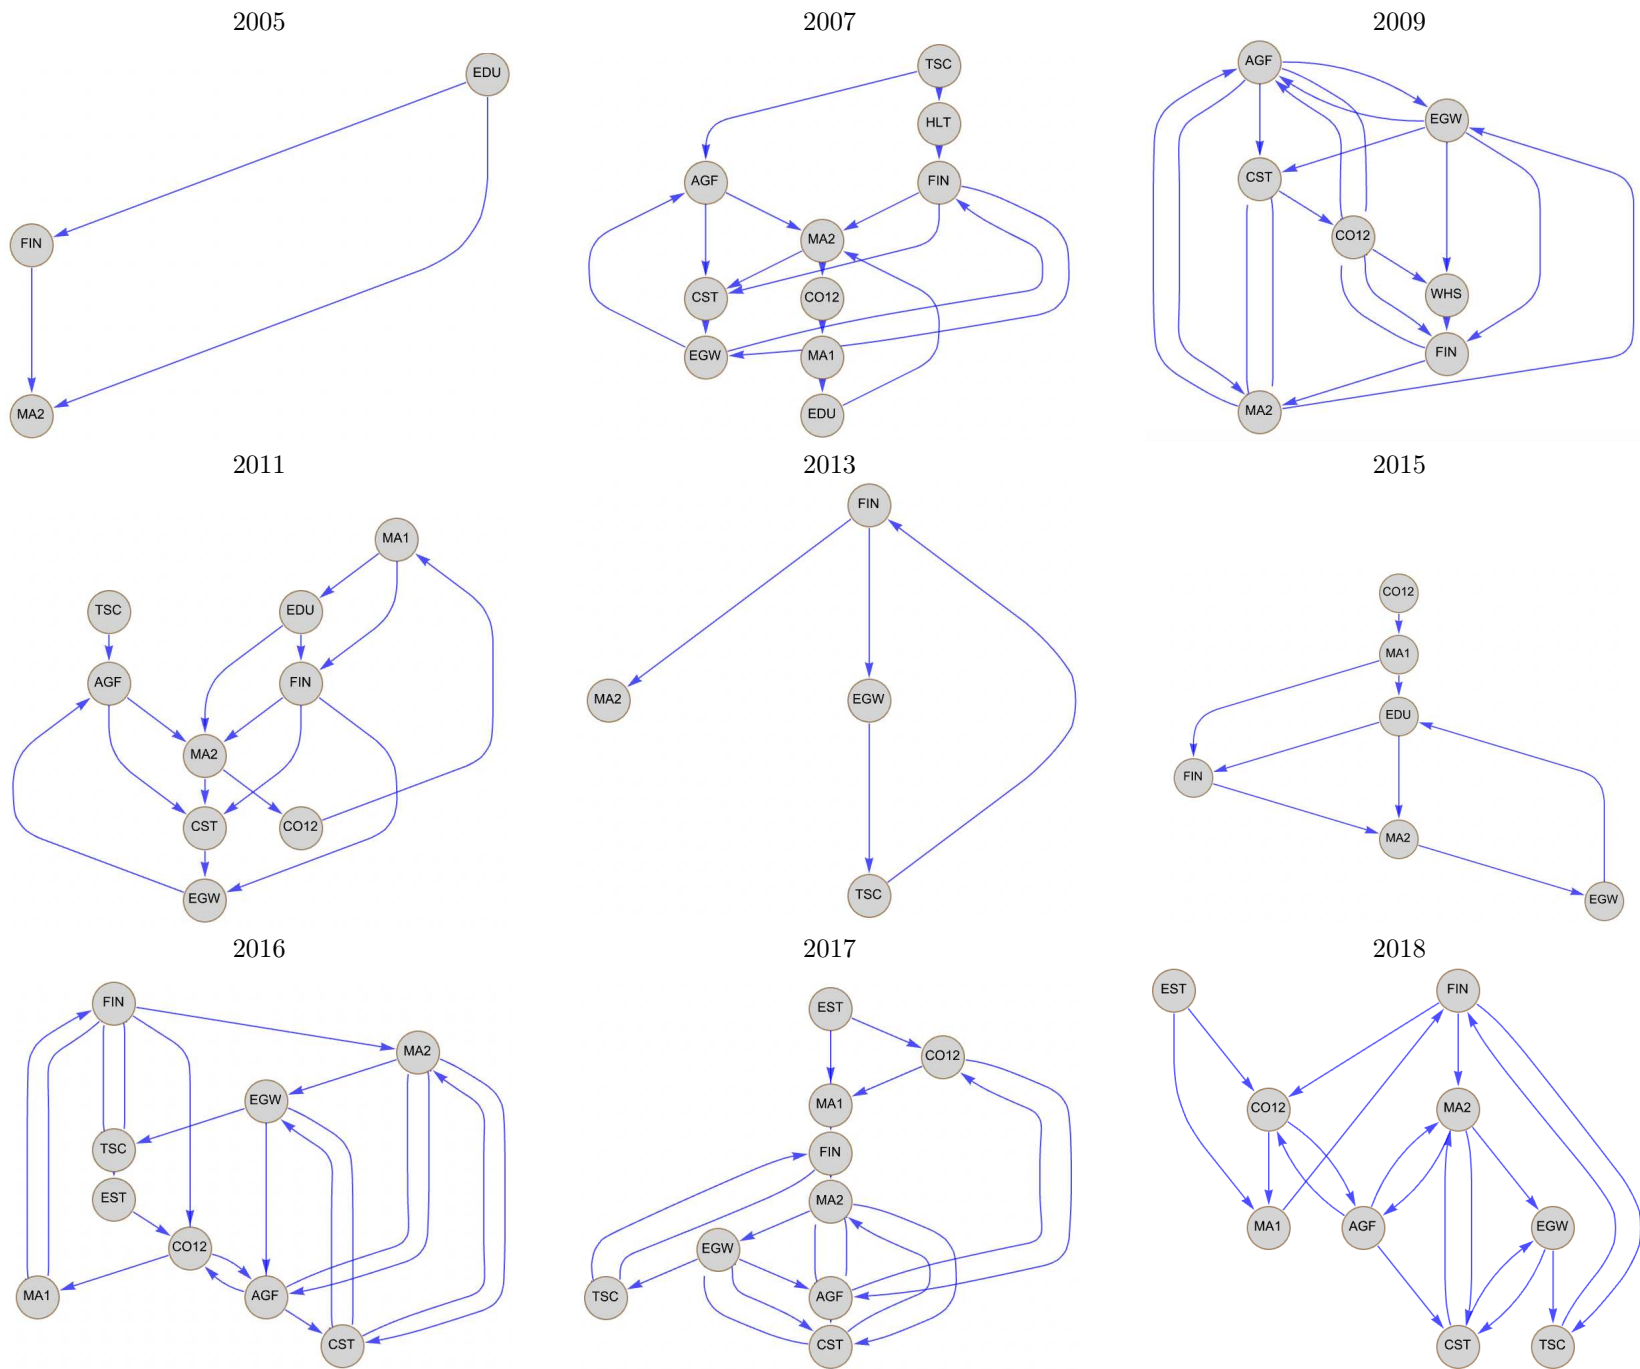 2005
EDU
FIN
MA2
2007
TSC
HLT
AGF
FIN
MA2
CST
CO12
EGW
MA1
EDU
2009
AGF
EGW
CST
CO12
WHS
FIN
MA2
2011
MA1
TSC
EDU
AGF
FIN
MA2
CST
CO12
EGW
2013
FIN
MA2
EGW
TSC
2015
CO12
MA1
EDU
FIN
MA2
EGW
2016
FIN
MA2
EGW
TSC
EST
CO12
MA1
AGF
CST
2017
EST
CO12
MA1
FIN
MA2
EGW
TSC
AGF
CST
2018
EST
FIN
CO12
MA2
MA1
AGF
EGW
CST
TSC